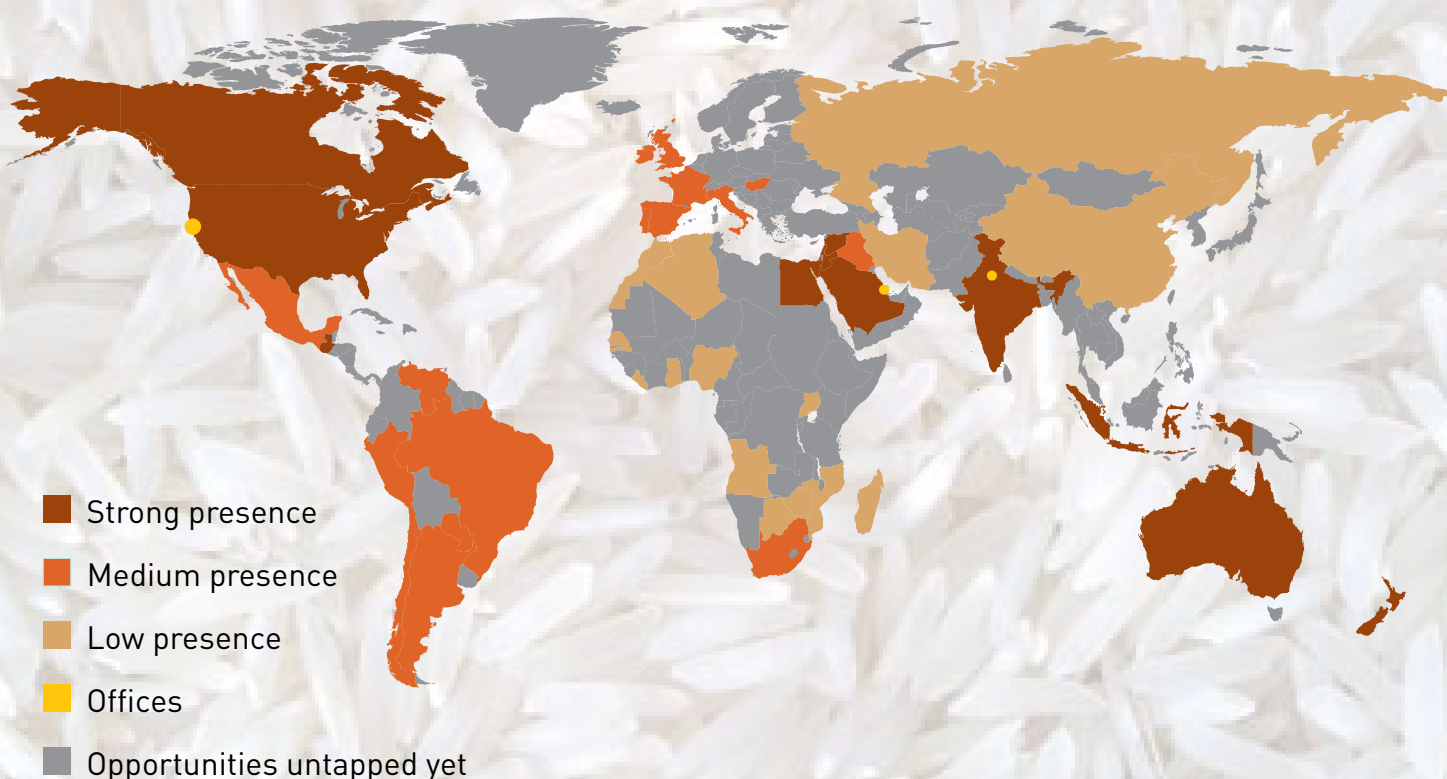 Strong presence
Medium presence
Low presence
Offices
Opportunities untapped yet